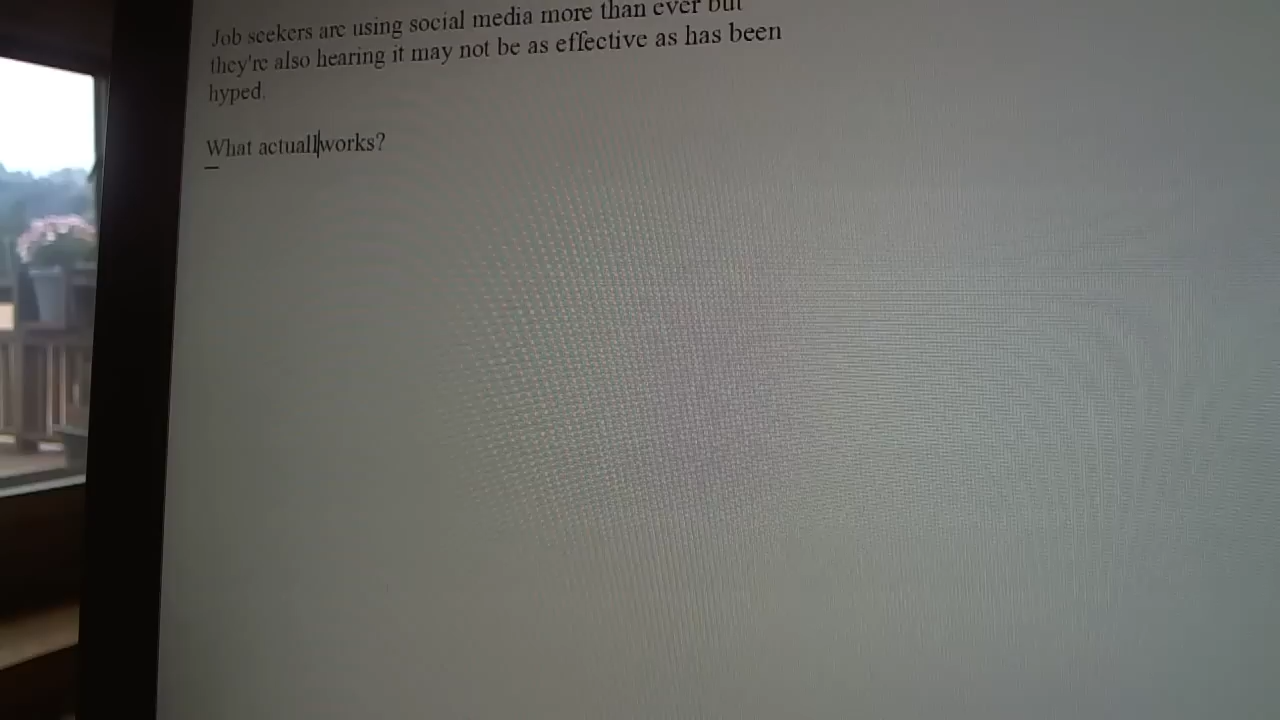 Job seekers are using social media more than ever but
they're also hearing it may not be as effective as has been
hyped.
What actuall works?